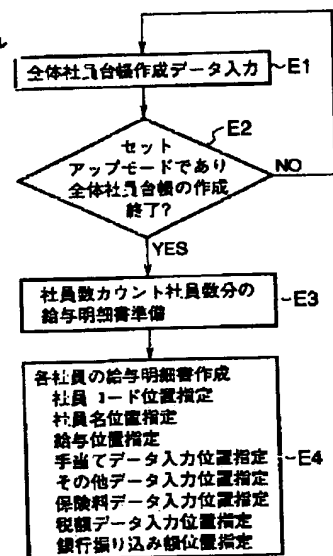 全体社員台帳作成データ入力
E1
E2
セット
アップモードであり
全体社員台帳の作成
終了?
NO
YES
社員数カウント社員数分の
給与明細書準備
E3
各社員の給与明細書作成
社員コード位置指定
社員名位置指定
給与位置指定
手当てデータ入力位置指定
その他データ入力位置指定
保険料データ入力位置指定
税額データ入力位置指定
銀行振り込み額位置指定
E4